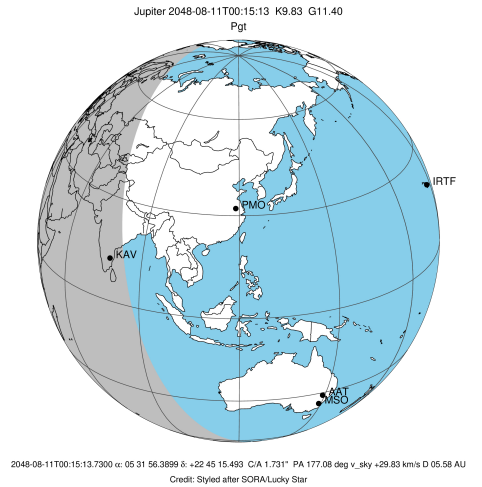 Jupiter 2048-08-11T00:15:13 K9.83 G11.40
Pgt
IRTF
PMO
KAV
AAT
MSO
2048-08-11T00:15:13.7300 α: 05 31 56.3899 δ: +22 45 15.493 C/A 1.731" PA 177.08 deg v_sky +29.83 km/s D 05.58 AU
Credit: Styled after SORA/Lucky Star